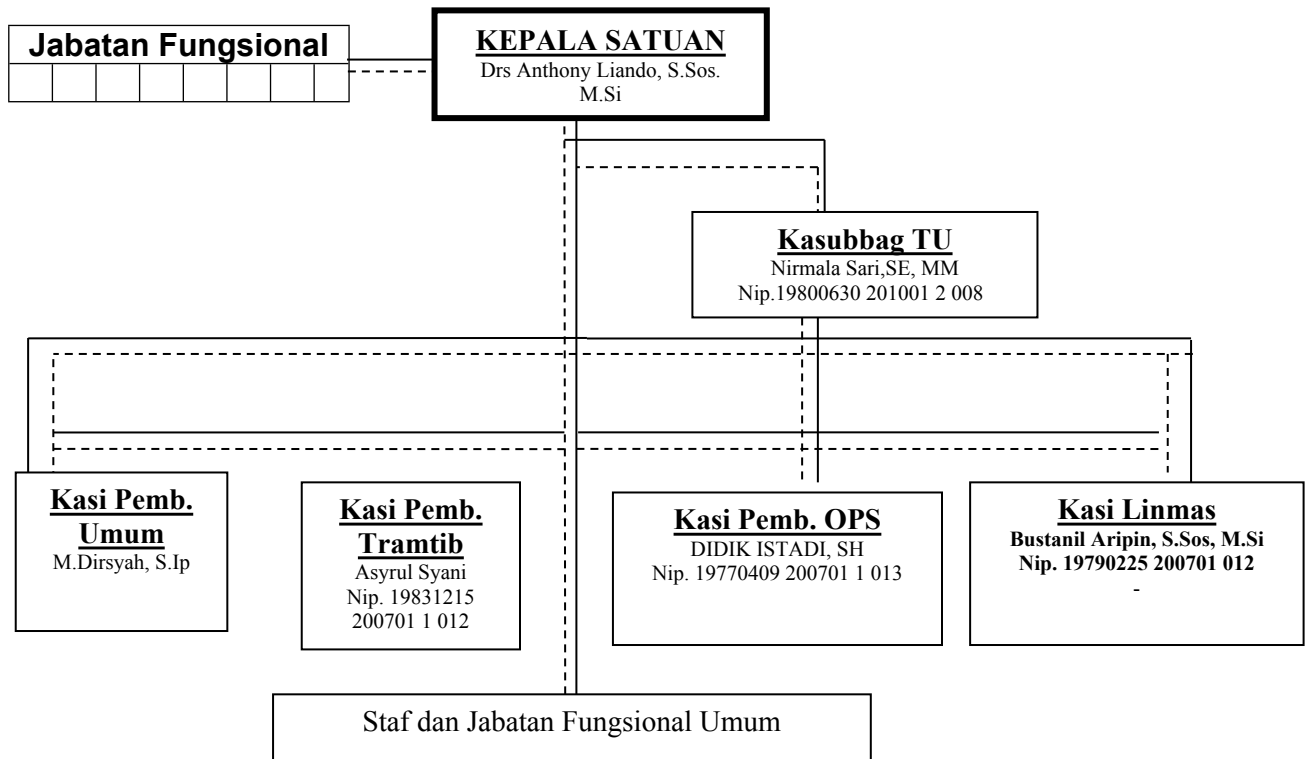 Jabatan Fungsional
KEPALA SATUAN
Drs Anthony Liando, S.Sos.
M.Si
Kasubbag TU
Nirmala Sari,SE, MM
Nip.19800630 201001 2 008
Kasi Pemb.
Umum
M.Dirsyah, S.Ip
Kasi Pemb.
Tramtib
Asyrul Syani
Nip. 19831215
200701 1 012
Kasi Pemb. OPS
DIDIK ISTADI, SH
Nip. 19770409 200701 1 013
Kasi Linmas
Bustanil Aripin, S.Sos, M.Si
Nip. 19790225 200701 012
-
Staf dan Jabatan Fungsional Umum